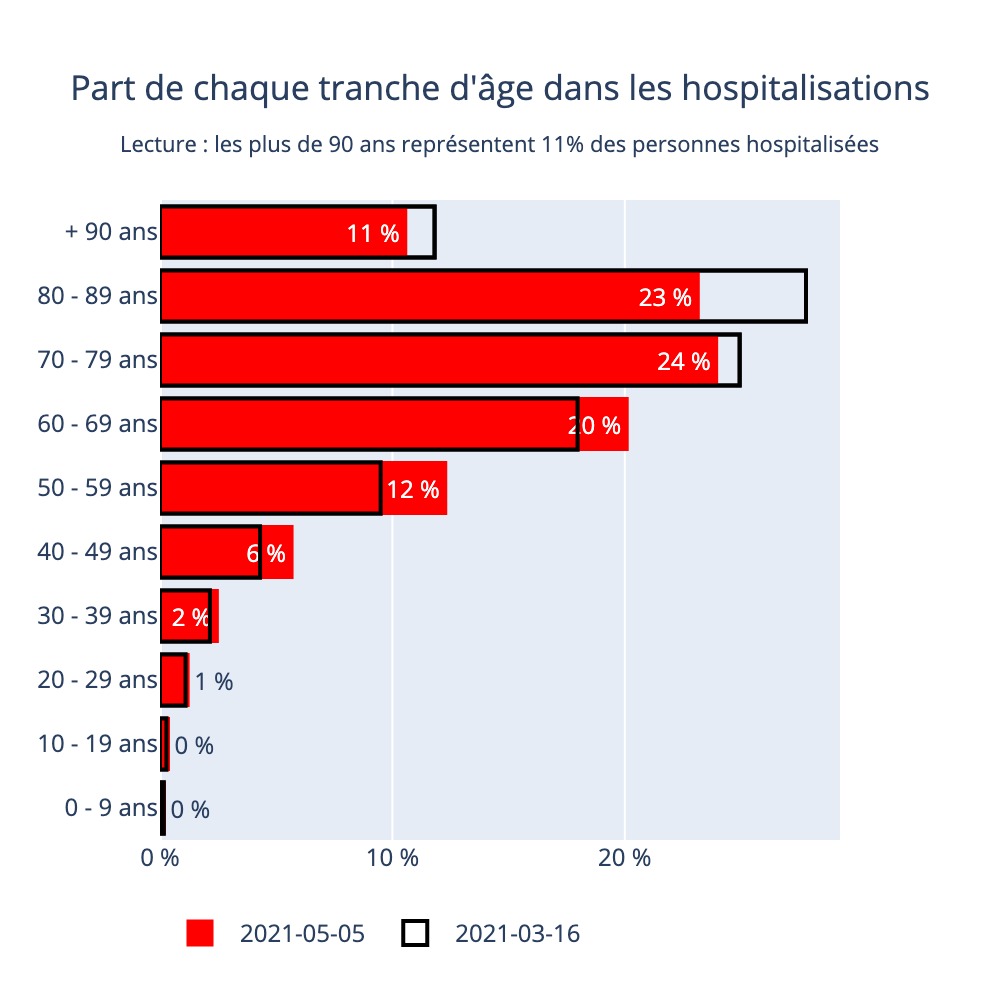 Part de chaque tranche d'âge dans les hospitalisations
Lecture : les plus de 90 ans représentent 11% des personnes hospitalisées
+ 90 ans 11 %
80 - 89 ans 23 %
70 - 79 ans 24 %
60 - 69 ans 20 %
50 - 59 ans 12 %
40 - 49 ans 6 %
30 - 39 ans 2 %
20 - 29 ans 1 %
10 - 19 ans 0 %
0 - 9 ans 0 %
0 % 10 % 20 %
2021-05-05 2021-03-16